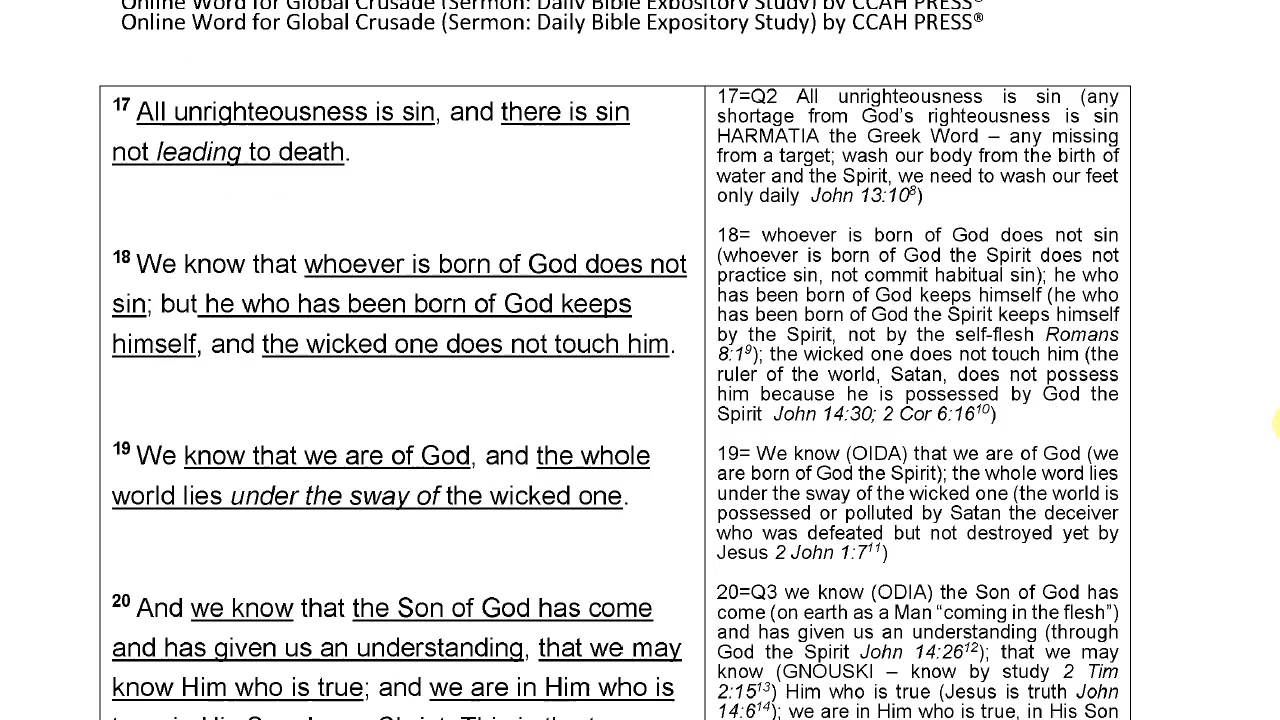 Online Word for Global Crusade (Sermon: Daily Bible Expository Study) by CCAH PRESS®
Online Word for Global Crusade (Sermon: Daily Bible Expository Study) by CCAH PRESS®
17 All unrighteousness is sin, and there is sin
not leading to death.
18 We know that whoever is born of God does not
sin; but he who has been born of God keeps
himself, and the wicked one does not touch him.
19 We know that we are of God, and the whole
world lies under the sway of the wicked one.
20 And we know that the Son of God has come
and has given us an understanding, that we may
know Him who is true; and we are in Him who is
17=Q2 All unrighteousness is sin (any
shortage from God's righteousness is sin
HARMATIA the Greek Word – any missing
from a target; wash our body from the birth of
water and the Spirit, we need to wash our feet
only daily John 13:10⁸)
18= whoever is born of God does not sin
(whoever is born of God the Spirit does not
practice sin, not commit habitual sin); he who
has been born of God keeps himself (he who
has been born of God the Spirit keeps himself
by the Spirit, not by the self-flesh Romans
8:1⁹); the wicked one does not touch him (the
ruler of the world, Satan, does not possess
him because he is possessed by God the
Spirit John 14:30; 2 Cor 6:16¹⁰)
19= We know (OIDA) that we are of God (we
are born of God the Spirit); the whole word lies
under the sway of the wicked one (the world is
possessed or polluted by Satan the deceiver
who was defeated but not destroyed yet by
Jesus 2 John 1:7¹¹)
20=Q3 we know (ODIA) the Son of God has
come (on earth as a Man “coming in the flesh”)
and has given us an understanding (through
God the Spirit John 14:26¹²); that we may
know (GNOUSKI – know by study 2 Tim
2:15¹³) Him who is true (Jesus is truth John
14:6¹⁴); we are in Him who is true, in His Son